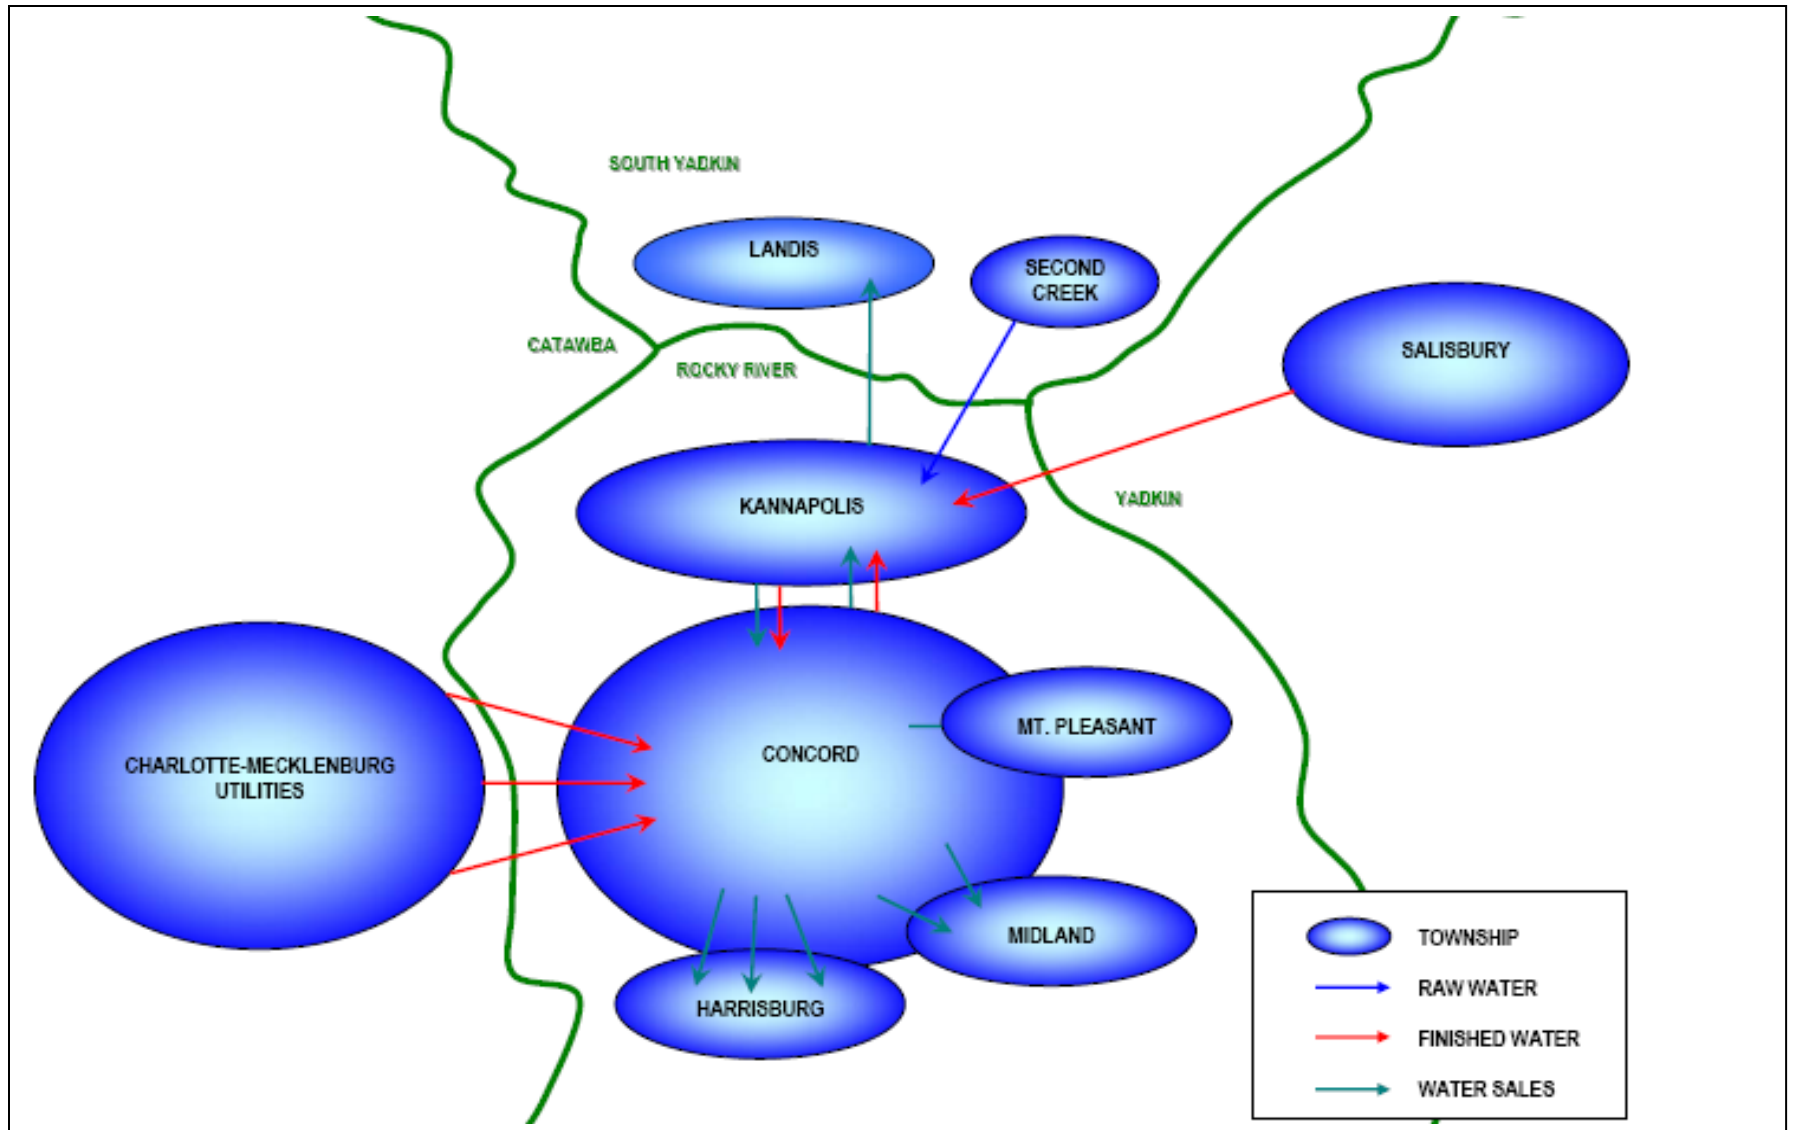 SOUTH YADKIN
LANDIS
SECOND
CREEK
SALISBURY
CATAWBA
ROCKY RIVER
KANNAPOLIS
YADKIN
MT. PLEASANT
CONCORD
CHARLOTTE-MECKLENBURG
UTILITIES
MIDLAND
HARRISBURG
TOWNSHIP
RAW WATER
FINISHED WATER
WATER SALES